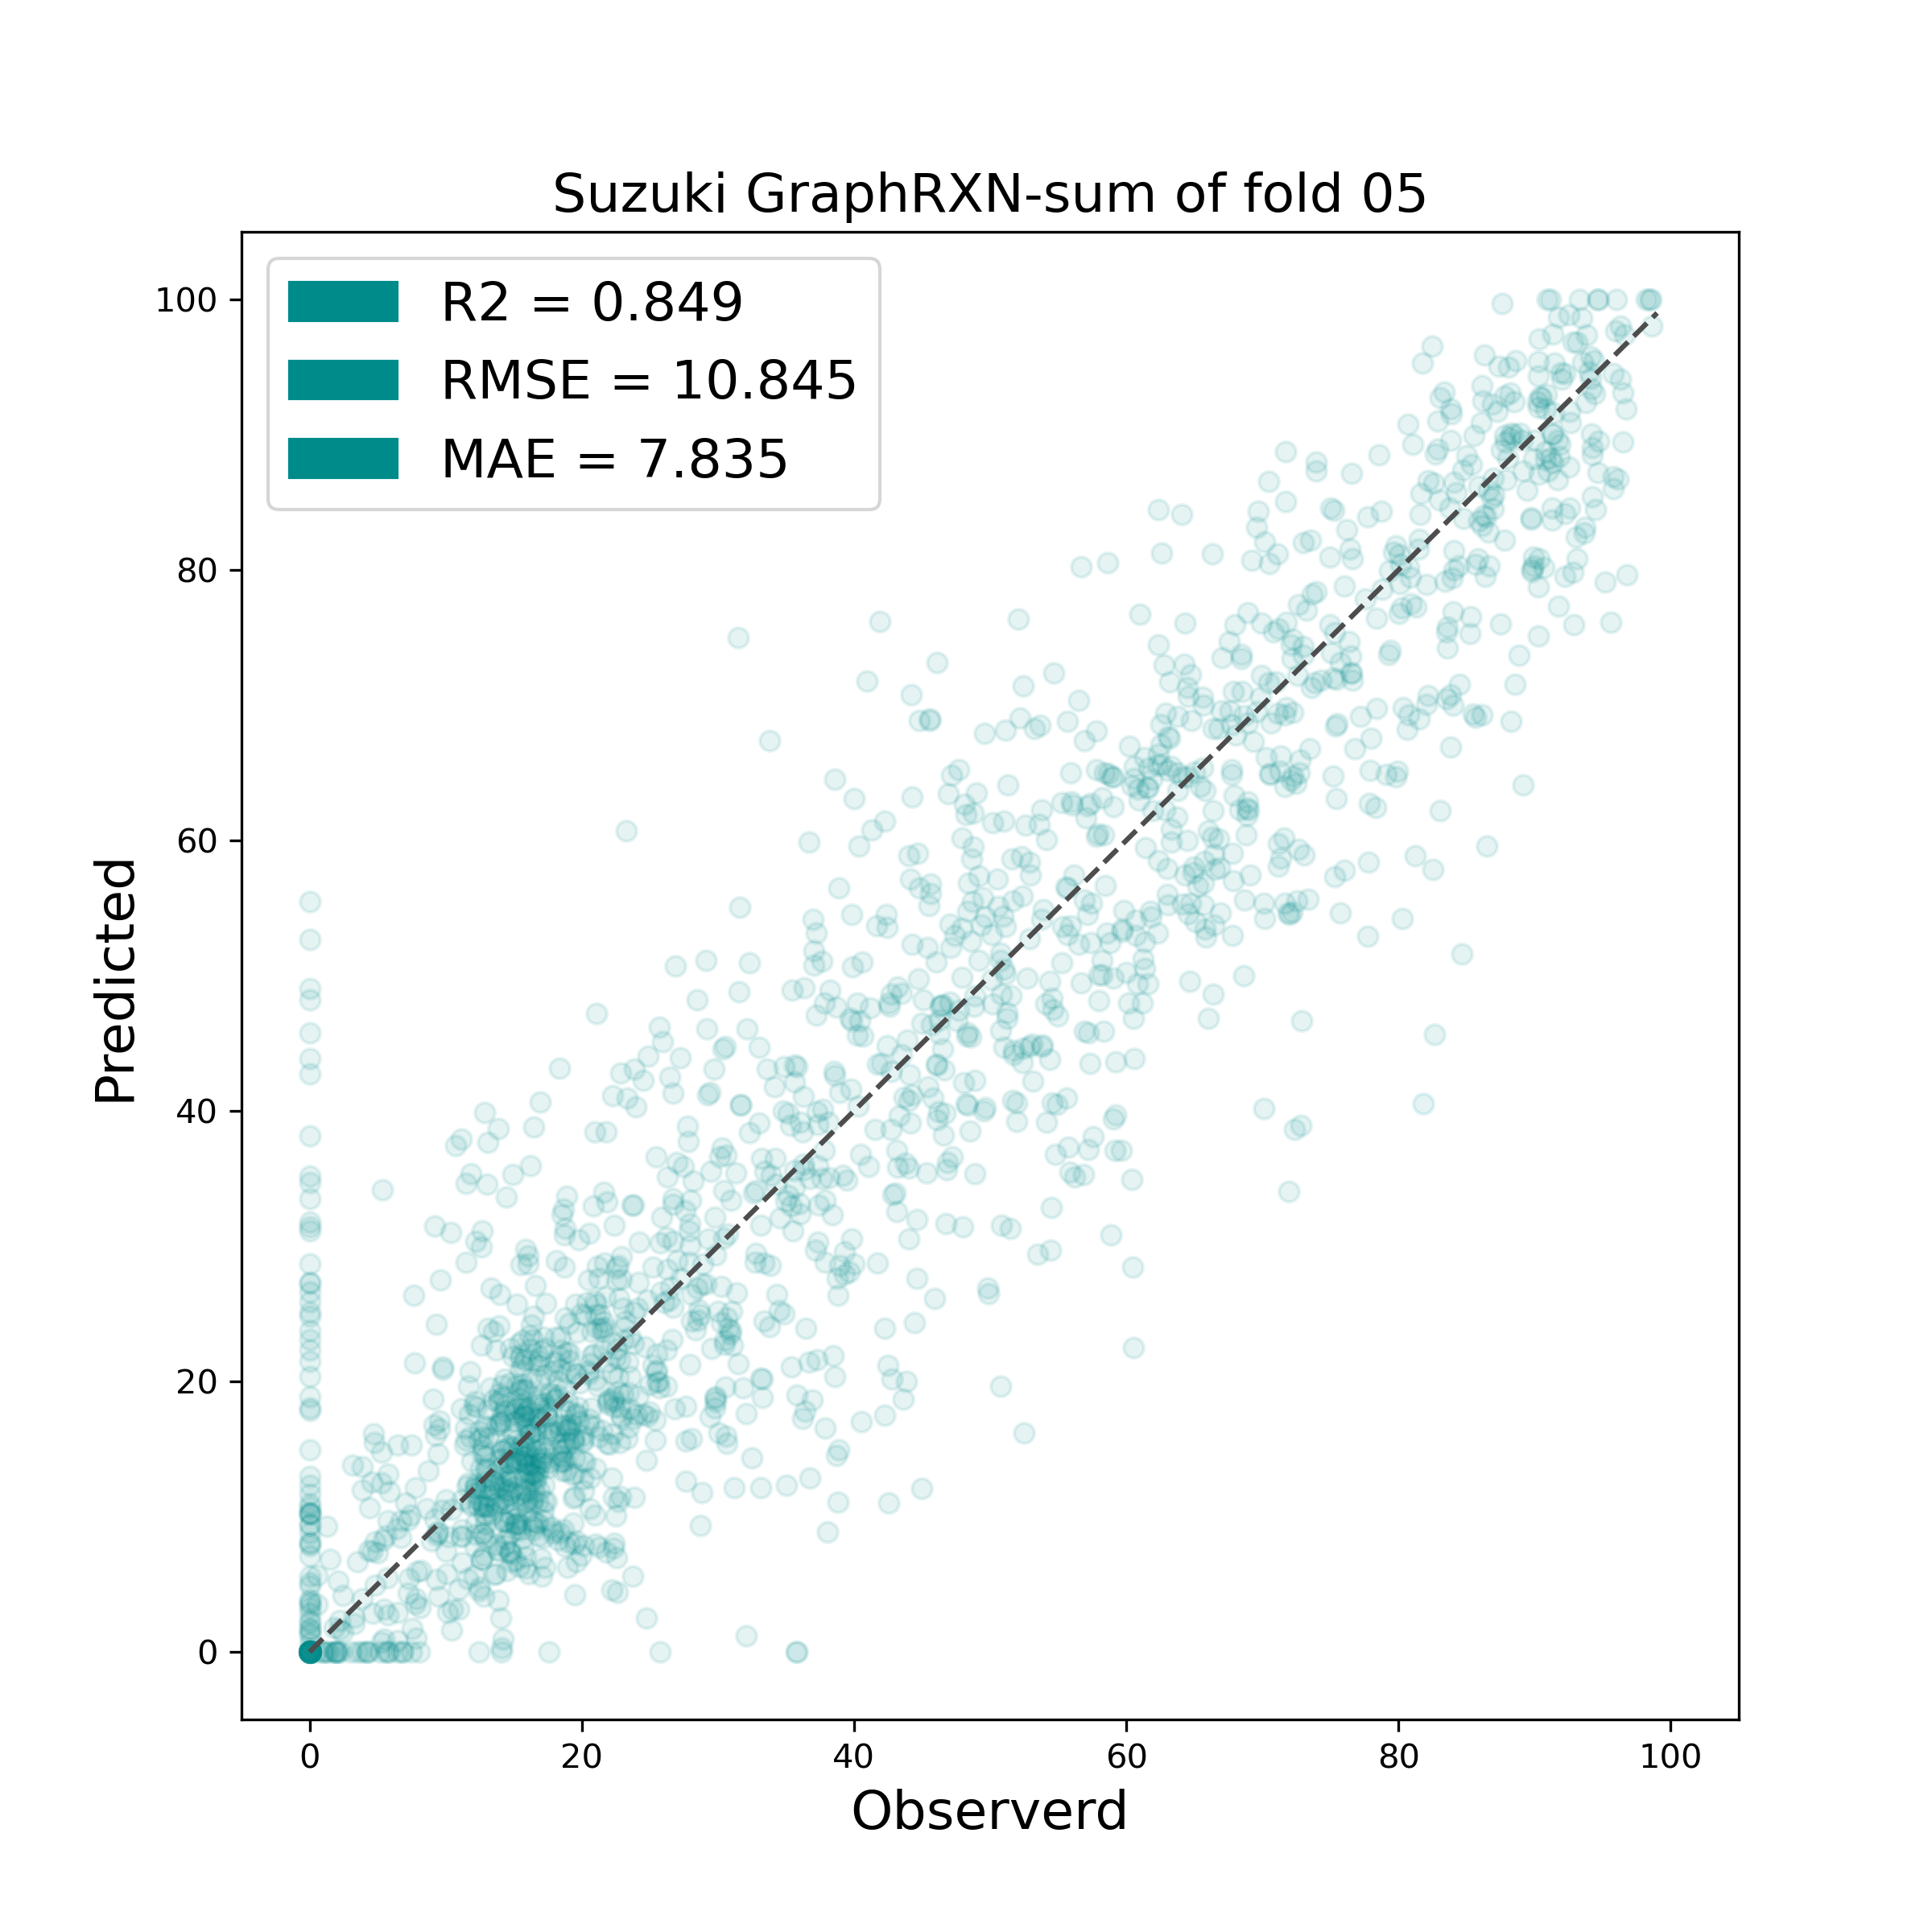 Suzuki GraphRXN-sum of fold 05
R2 = 0.849
RMSE = 10.845
MAE = 7.835
100
80
60
40
20
0
Predicted
0 20 40 60 80 100
Observerd